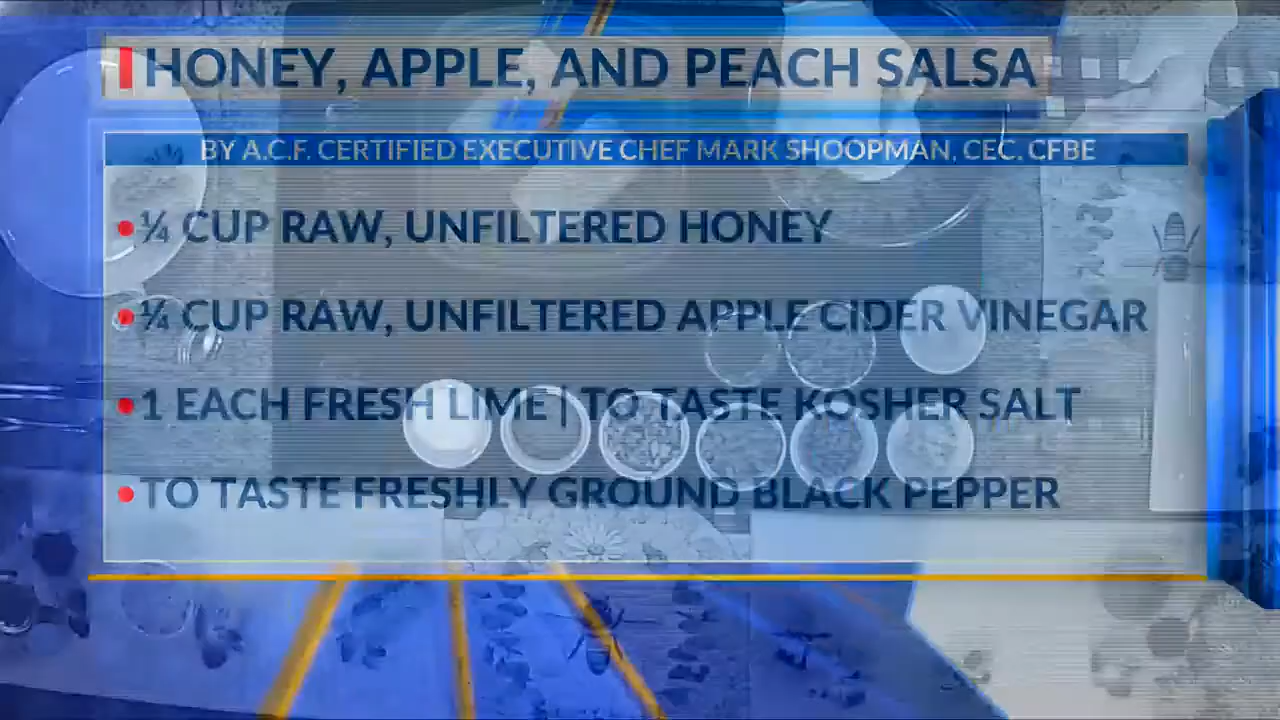 HONEY, APPLE, AND PEACH SALSA
BY A.C.F. CERTIFIED EXECUTIVE CHEF MARK SHOOPMAN, CEC, CFBE
•¼ CUP RAW, UNFILTERED HONEY
•¼ CUP RAW, UNFILTERED APPLE CIDER VINEGAR
•1 EACH FRESH LIME | TO TASTE KOSHER SALT
•TO TASTE FRESHLY GROUND BLACK PEPPER